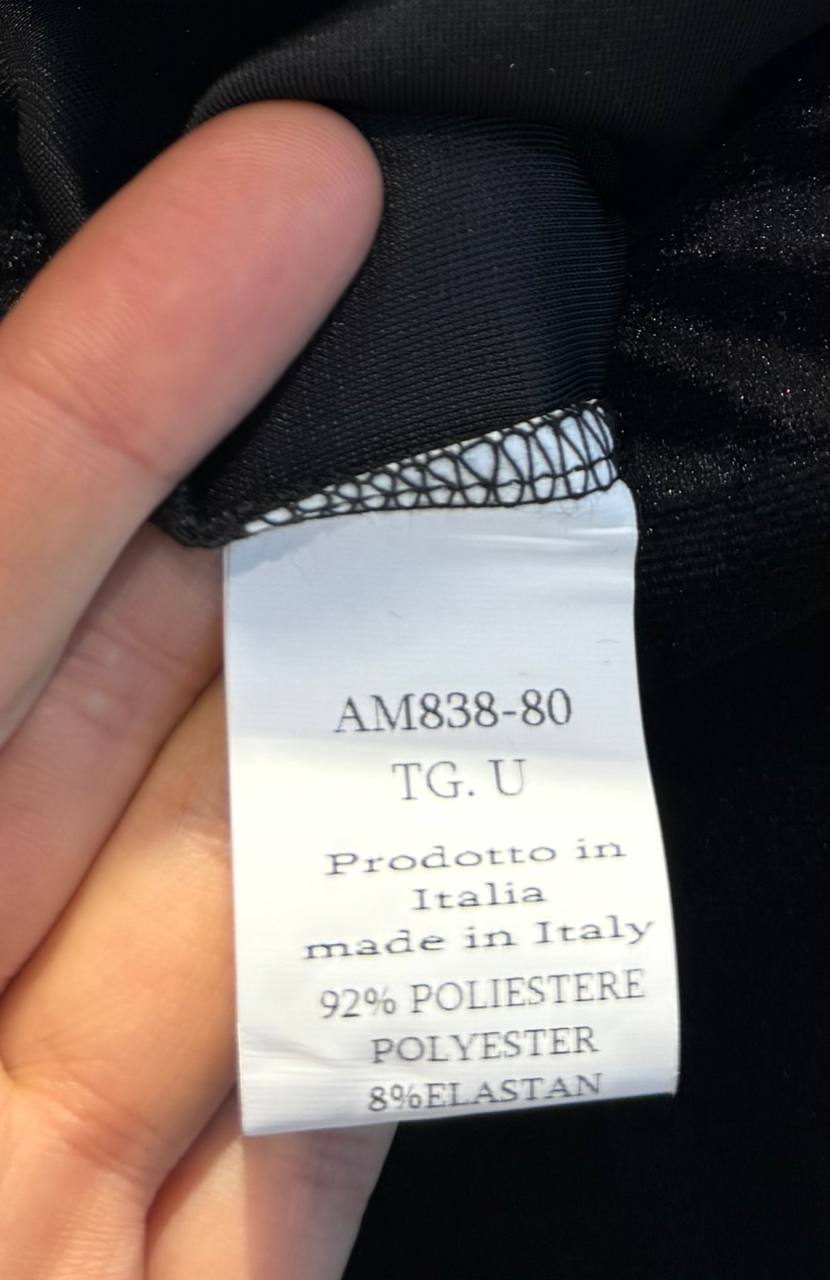 AM838-80
TG. U
Prodotto in
Italia
made in Italy
92% POLIESTERE
POLYESTER
8%ELASTAN